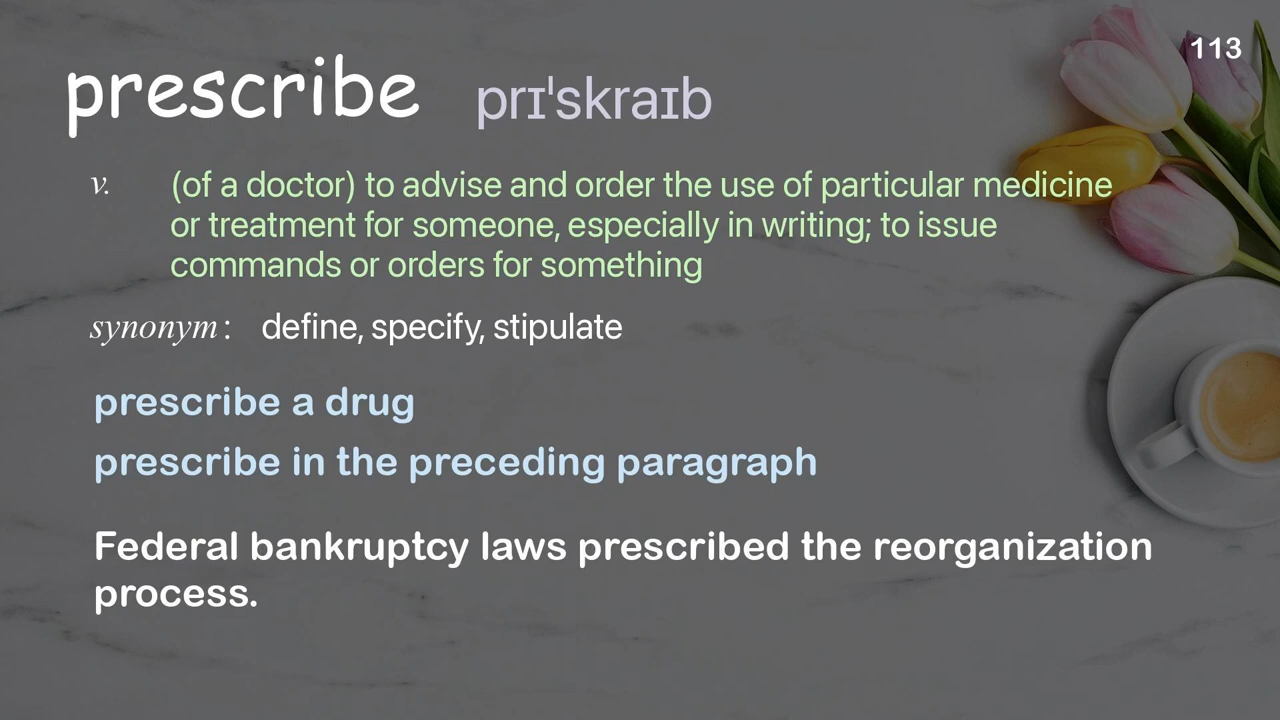 113
prescribe prɪ'skraɪb
v. (of a doctor) to advise and order the use of particular medicine
or treatment for someone, especially in writing; to issue
commands or orders for something
synonym: define, specify, stipulate
prescribe a drug
prescribe in the preceding paragraph
Federal bankruptcy laws prescribed the reorganization
process.